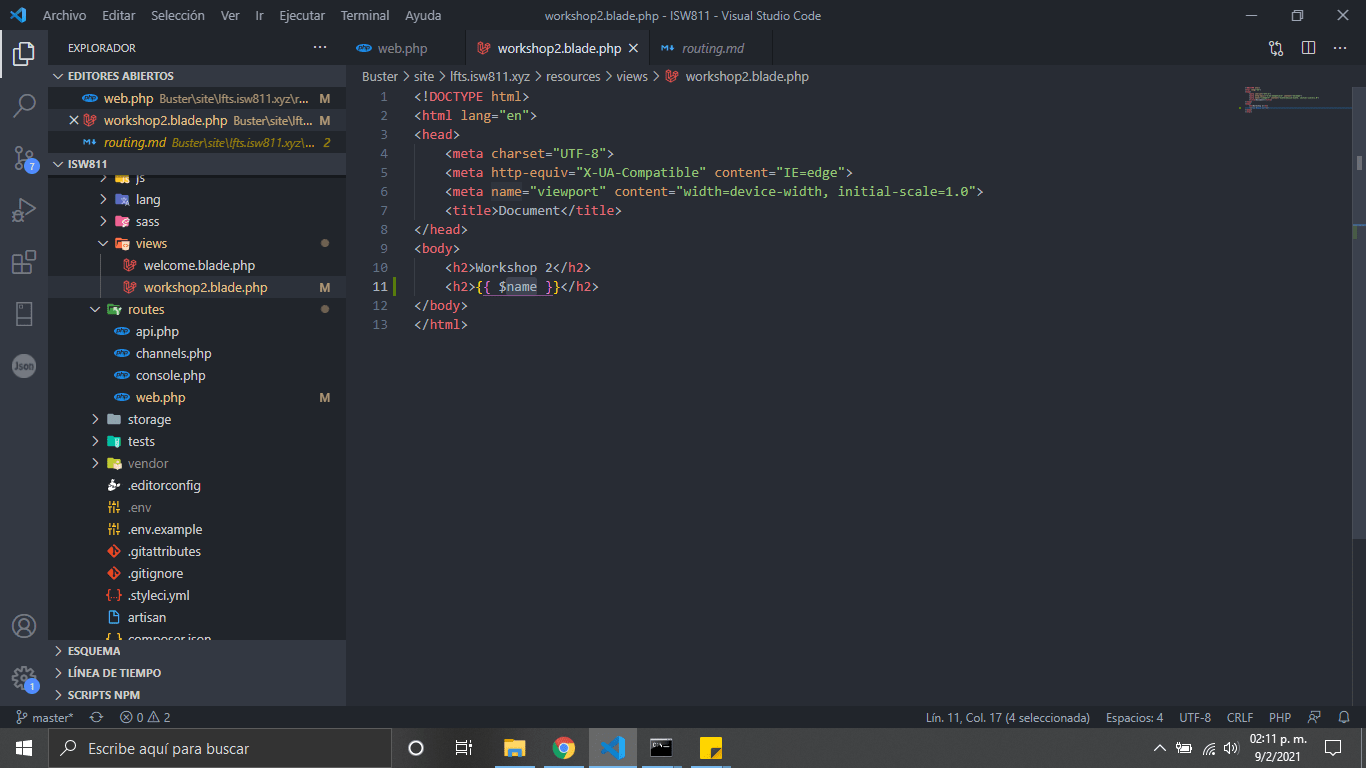 Archivo Editar Selección Ver Ir Ejecutar Terminal Ayuda workshop2.blade.php - ISW811 - Visual Studio Code
EXPLORADOR
EDITORES ABIERTOS
web.php Buster\site\lfts.isw811.xyz\r... M
workshop2.blade.php Buster\site\lft... M
routing.md Buster\site\lfts.isw811.xyz\... 2
ISW811
js
lang
sass
views
welcome.blade.php
workshop2.blade.php M
routes
api.php
channels.php
console.php
web.php M
storage
tests
vendor
.editorconfig
.env
.env.example
.gitattributes
.gitignore
.styleci.yml
artisan
composer.json
ESQUEMA
LÍNEA DE TIEMPO
SCRIPTS NPM
7
Json
1
web.php workshop2.blade.php routing.md
Buster > site > lfts.isw811.xyz > resources > views > workshop2.blade.php
1 <!DOCTYPE html>
2 <html lang="en">
3 <head>
4 <meta charset="UTF-8">
5 <meta http-equiv="X-UA-Compatible" content="IE=edge">
6 <meta name="viewport" content="width=device-width, initial-scale=1.0">
7 <title>Document</title>
8 </head>
9 <body>
10 <h2>Workshop 2</h2>
11 <h2>{{ $name }}</h2>
12 </body>
13 </html>
master* 0 2 Lín. 11, Col. 17 (4 seleccionada) Espacios: 4 UTF-8 CRLF PHP
Escribe aquí para buscar
02:11 p. m.
9/2/2021